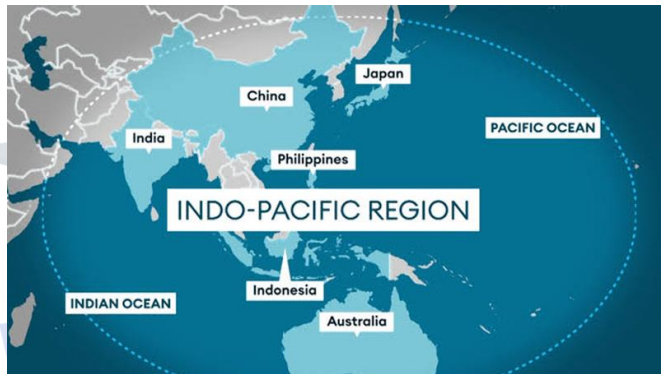 Japan
China
PACIFIC OCEAN
India
Philippines
INDO-PACIFIC REGION
Indonesia
INDIAN OCEAN
Australia